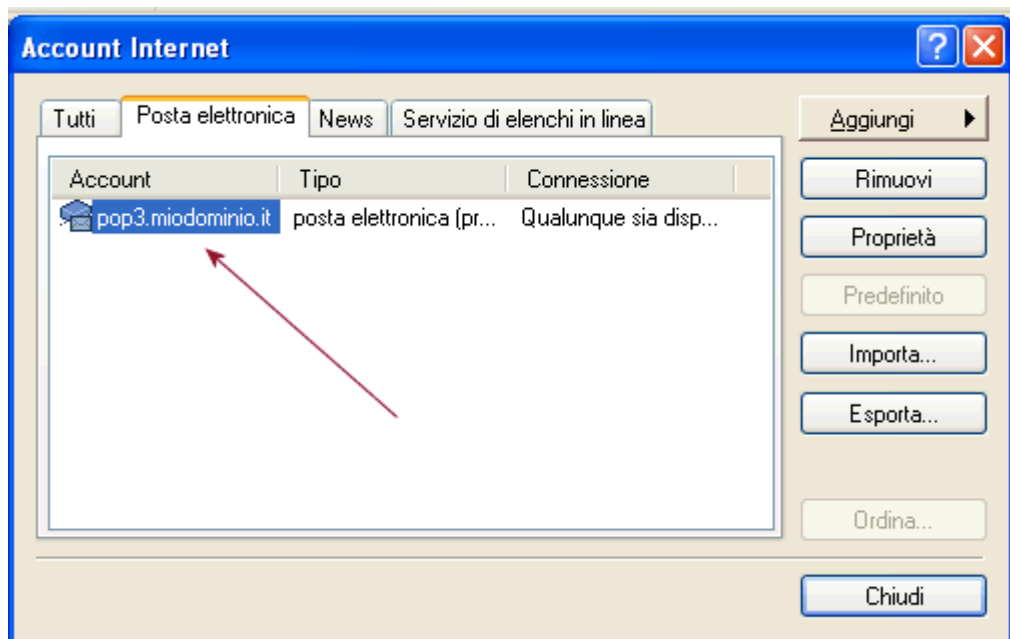 Account Internet
Tutti Posta elettronica News Servizio di elenchi in linea
Aggiungi
Account Tipo Connessione
Rimuovi
pop3.miodominio.it posta elettronica (pr... Qualunque sia disp...
Proprietà
Predefinito
Importa...
Esporta...
Ordina...
Chiudi